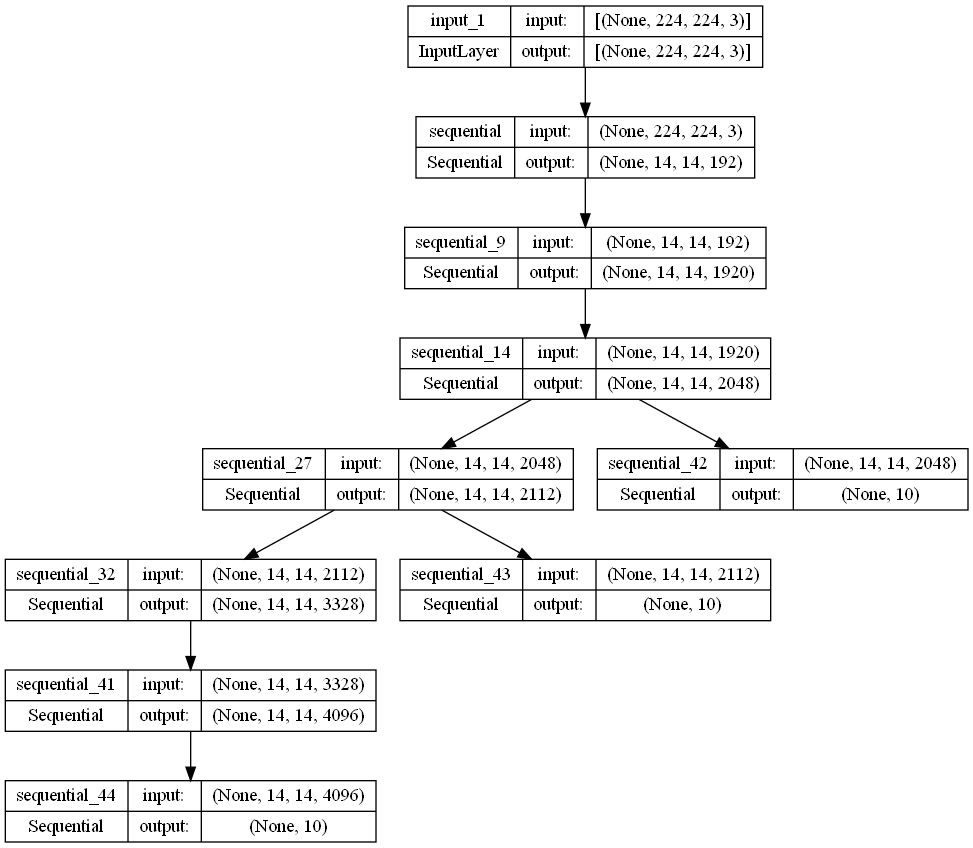 input_1 input: [(None, 224, 224, 3)]
InputLayer output: [(None, 224, 224, 3)]
sequential input: (None, 224, 224, 3)
Sequential output: (None, 14, 14, 192)
sequential_9 input: (None, 14, 14, 192)
Sequential output: (None, 14, 14, 1920)
sequential_14 input: (None, 14, 14, 1920)
Sequential output: (None, 14, 14, 2048)
sequential_27 input: (None, 14, 14, 2048)
Sequential output: (None, 14, 14, 2112)
sequential_42 input: (None, 14, 14, 2048)
Sequential output: (None, 10)
sequential_32 input: (None, 14, 14, 2112)
Sequential output: (None, 14, 14, 3328)
sequential_43 input: (None, 14, 14, 2112)
Sequential output: (None, 10)
sequential_41 input: (None, 14, 14, 3328)
Sequential output: (None, 14, 14, 4096)
sequential_44 input: (None, 14, 14, 4096)
Sequential output: (None, 10)